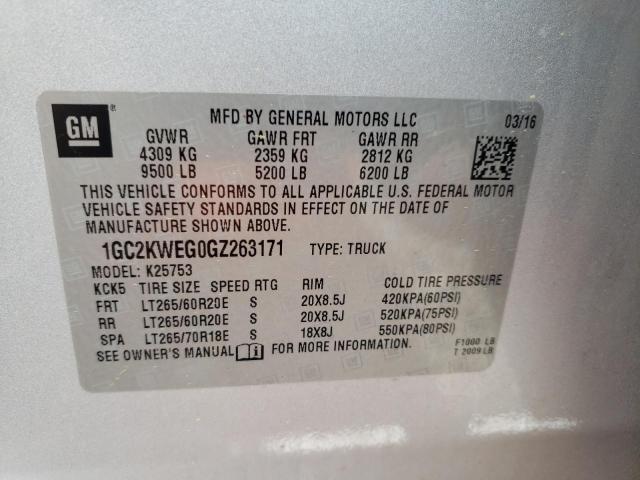 GM ® MFD BY GENERAL MOTORS LLC 03/16
GVWR GAWR FRT GAWR RR
4309 KG 2359 KG 2812 KG
9500 LB 5200 LB 6200 LB
THIS VEHICLE CONFORMS TO ALL APPLICABLE U.S. FEDERAL MOTOR
VEHICLE SAFETY STANDARDS IN EFFECT ON THE DATE OF
MANUFACTURE SHOWN ABOVE.
1GC2KWEG0GZ263171 TYPE: TRUCK
MODEL: K25753
KCK5 TIRE SIZE SPEED RTG RIM COLD TIRE PRESSURE
FRT LT265/60R20E S 20X8.5J 420KPA(60PSI)
RR LT265/60R20E S 20X8.5J 520KPA(75PSI)
SPA LT265/70R18E S 18X8J 550KPA(80PSI)
SEE OWNER'S MANUAL FOR MORE INFORMATION.
F1000 LB
T 2009 LB